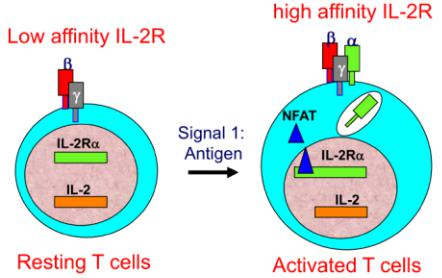 Low affinity IL-2R
β
γ
IL-2Rα
IL-2
Resting T cells
Signal 1:
Antigen
high affinity IL-2R
β
α
γ
NFAT
IL-2Rα
IL-2
Activated T cells